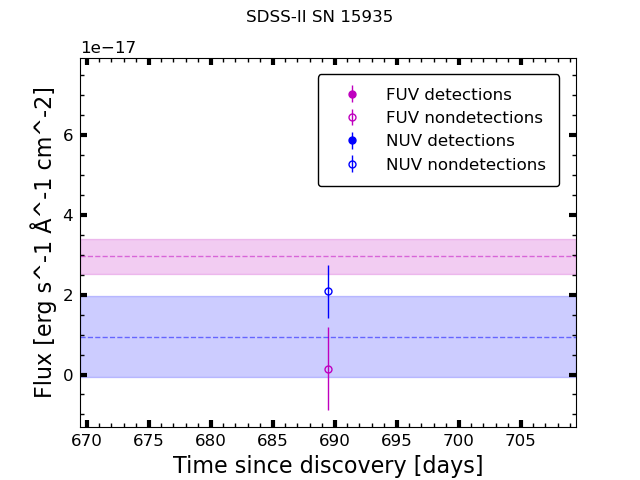 SDSS-II SN 15935
1e−17
FUV detections
FUV nondetections
NUV detections
NUV nondetections
6
4
2
0
Flux [erg s^-1 Å^-1 cm^-2]
670 675 680 685 690 695 700 705
Time since discovery [days]